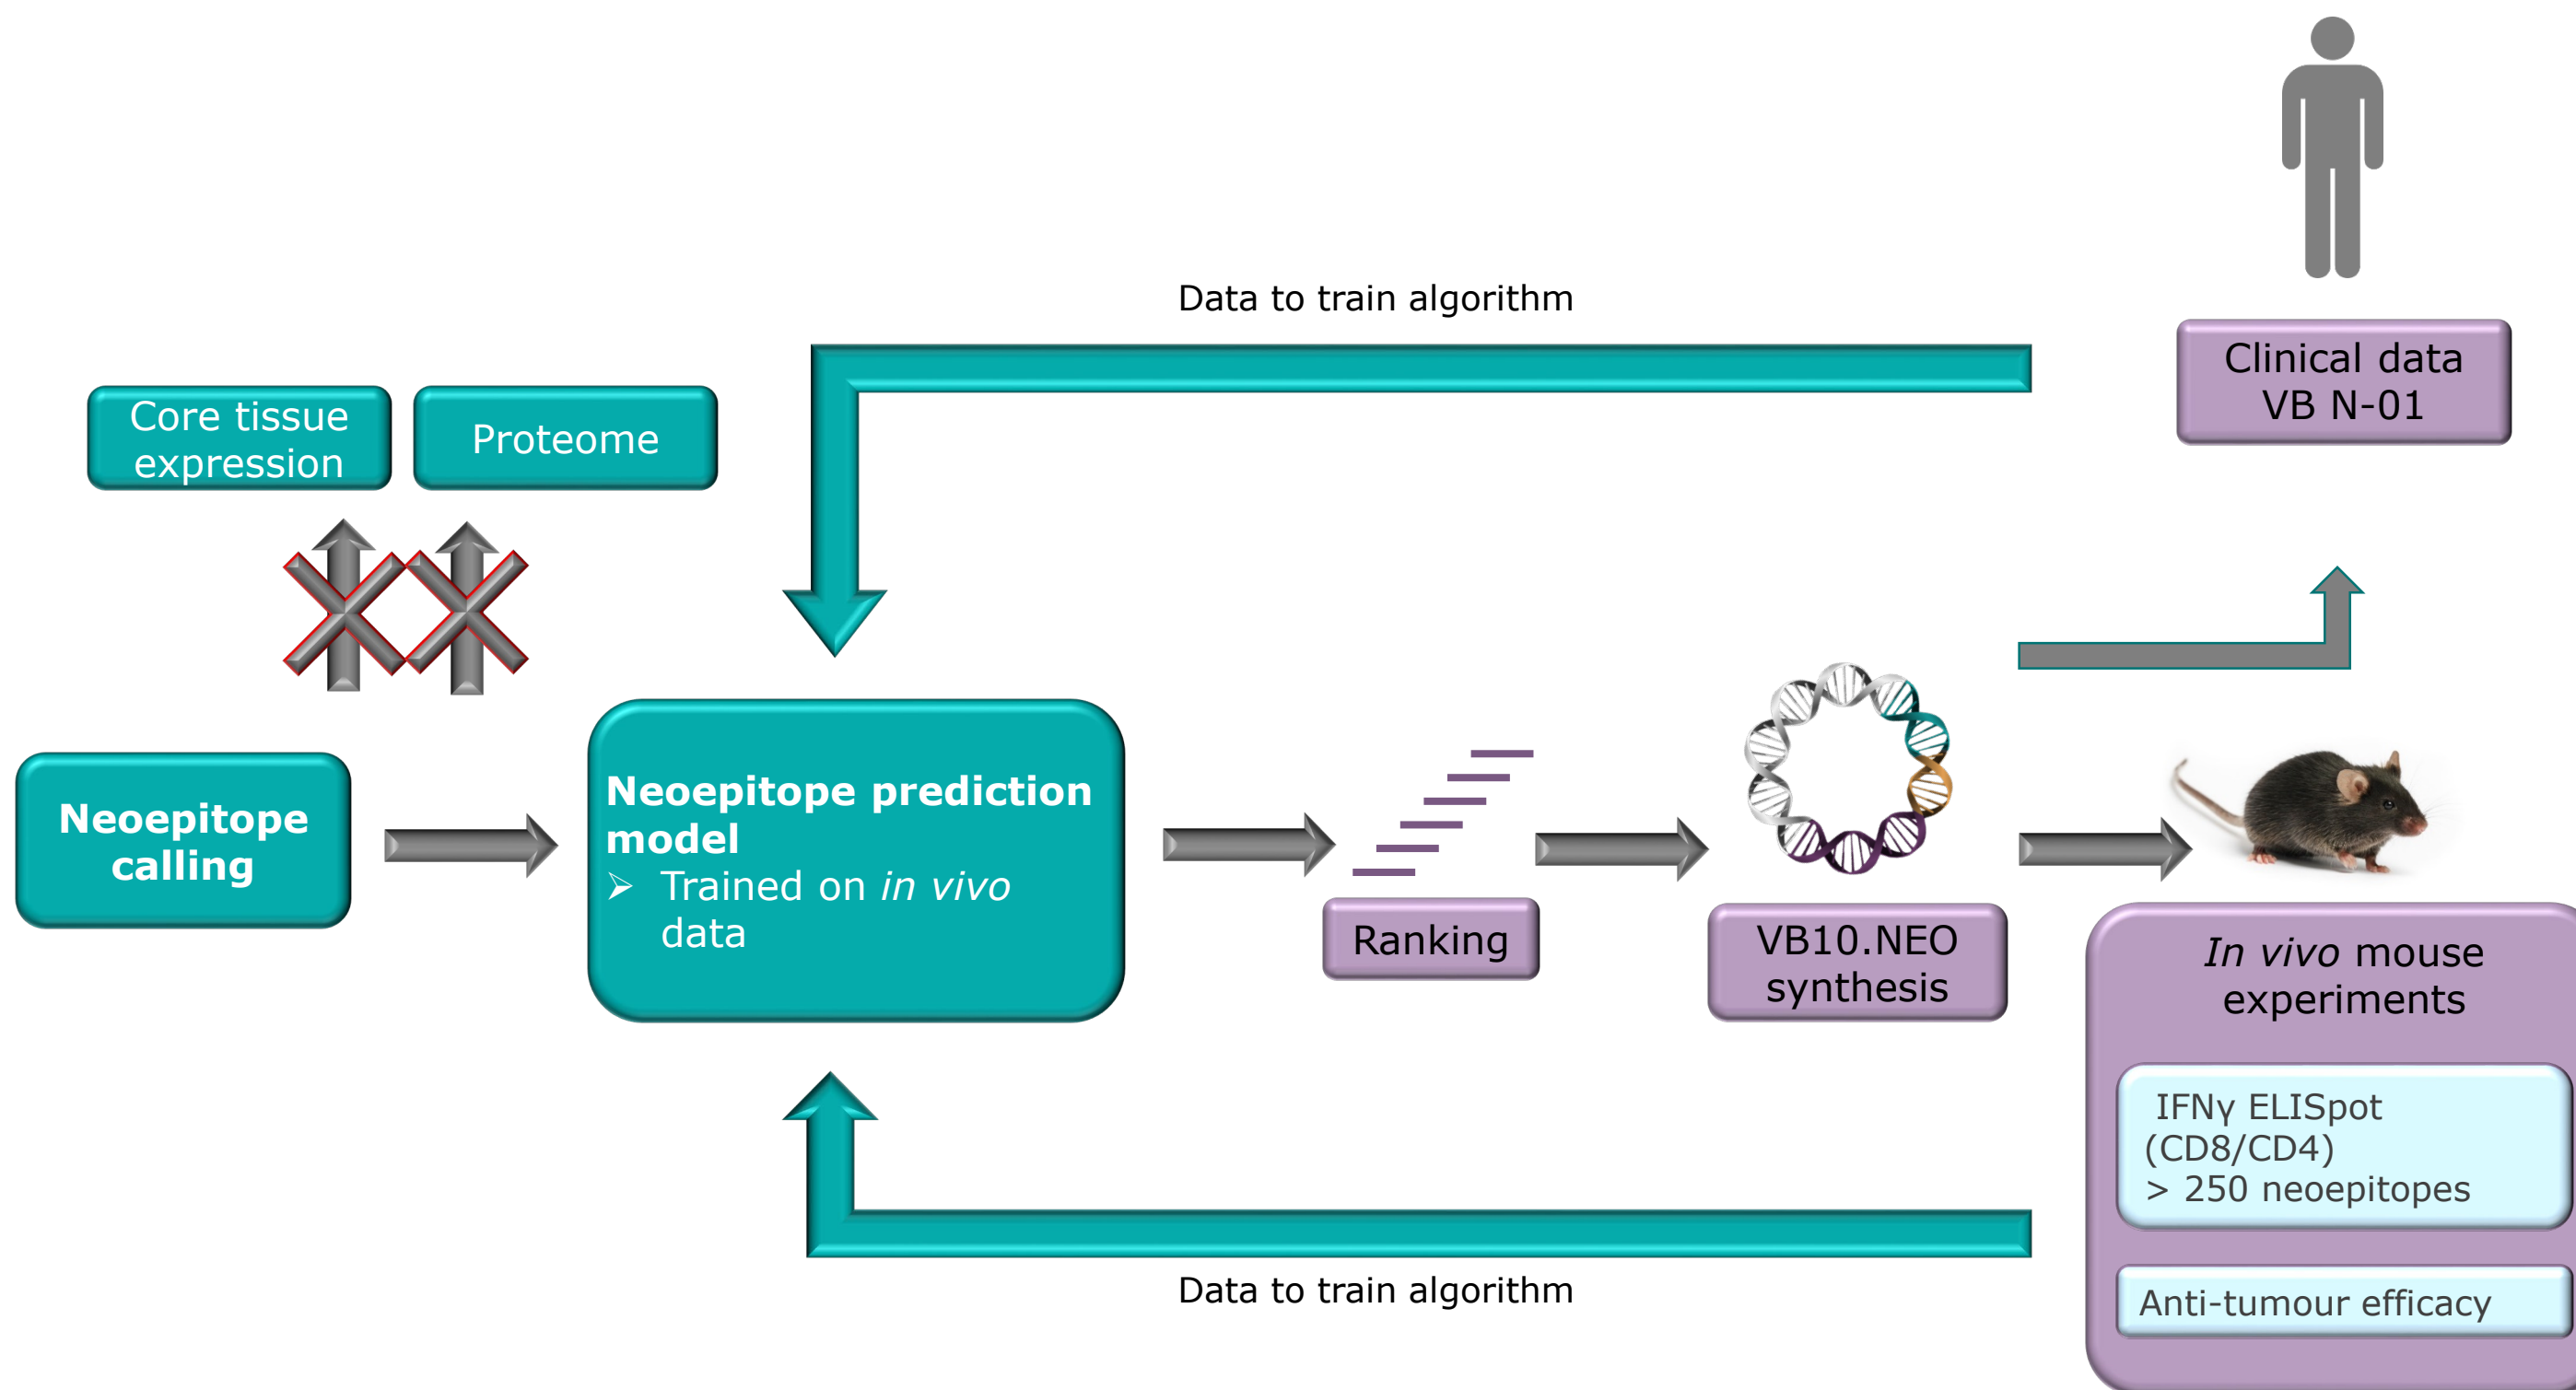 Data to train algorithm
Clinical data
VB N-01
Core tissue
expression
Proteome
Neoepitope
calling
Neoepitope prediction
model
➢ Trained on in vivo
data
Ranking
VB10.NEO
synthesis
In vivo mouse
experiments
IFNγ ELISpot
(CD8/CD4)
> 250 neoepitopes
Anti-tumour efficacy
Data to train algorithm